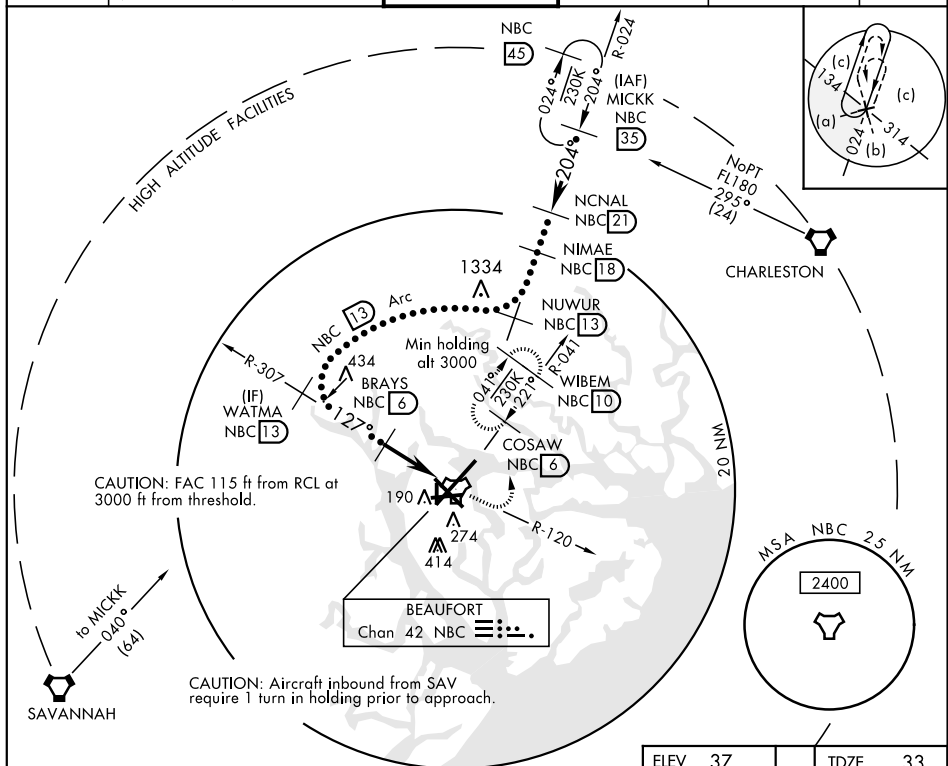 NBC
45
R-024
024°
230K
204°
(IAF)
MICKK
NBC
35
204°
HIGH ALTITUDE FACILITIES
(c)
134
(c)
(a)
314
024
(b)
NoPT
FL180
295°
(24)
CHARLESTON
NCNAL
NBC 21
NIMAE
NBC 18
1334
Arc
NBC 13
NUWUR
NBC 13
Min holding
alt 3000
R-041
041°
230K
221°
WIBEM
NBC 10
434
R-307
BRAYS
NBC 6
(IF)
WATMA
NBC 13
127°
COSAW
NBC 6
20 NM
CAUTION: FAC 115 ft from RCL at
3000 ft from threshold.
190
274
414
R-120
MSA NBC 25 NM
2400
BEAUFORT
Chan 42 NBC
to MICKK
040°
(64)
SAVANNAH
CAUTION: Aircraft inbound from SAV
require 1 turn in holding prior to approach.
ELEV 37
TDZE 33